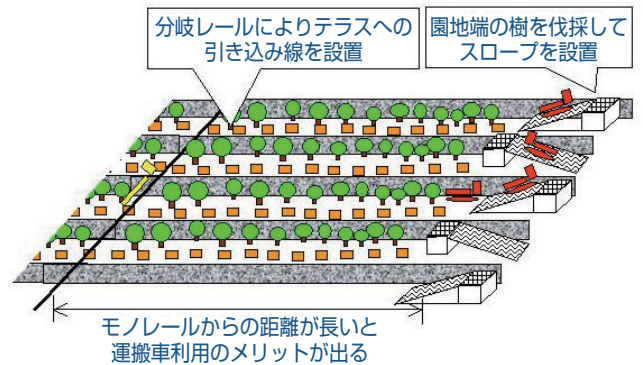 分岐レールによりテラスへの
引き込み線を設置
園地端の樹を伐採して
スロープを設置
モノレールからの距離が長いと
運搬車利用のメリットが出る